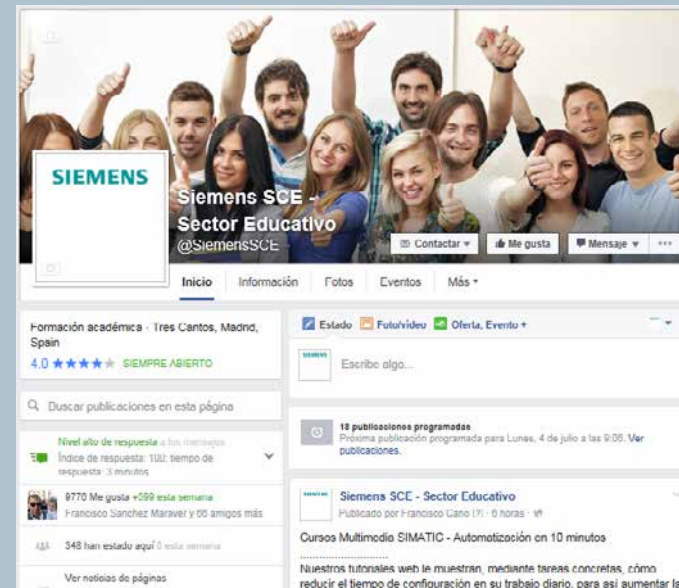 SIEMENS
Siemens SCE -
Sector Educativo
@SiemensSCE
Contactar
Me gusta
Mensaje
Inicio
Información
Fotos
Eventos
Más
Formación académica · Tres Cantos, Madrid,
Spain
4.0 ★★★★★ SIEMPRE ABIERTO
Buscar publicaciones en esta página
Nivel alto de respuesta a los mensajes
Índice de respuesta: 100; tiempo de
respuesta: 3 minutos
9770 Me gusta +599 esta semana
Francisco Sanchez Maraver y 66 amigos más
348 han estado aquí 0 esta semana
Ver noticias de páginas
Estado Foto/vídeo Oferta, Evento +
SIEMENS
Escribe algo...
18 publicaciones programadas
Próxima publicación programada para Lunes, 4 de julio a las 9:06. Ver
publicaciones.
SIEMENS
Siemens SCE - Sector Educativo
Publicado por Francisco Cano [?] · 6 horas ·
Cursos Multimedia SIMATIC - Automatización en 10 minutos
..............................
Nuestros tutoriales web le muestran, mediante tareas concretas, cómo
reducir el tiempo de configuración en su trabajo diario, para así aumentar la